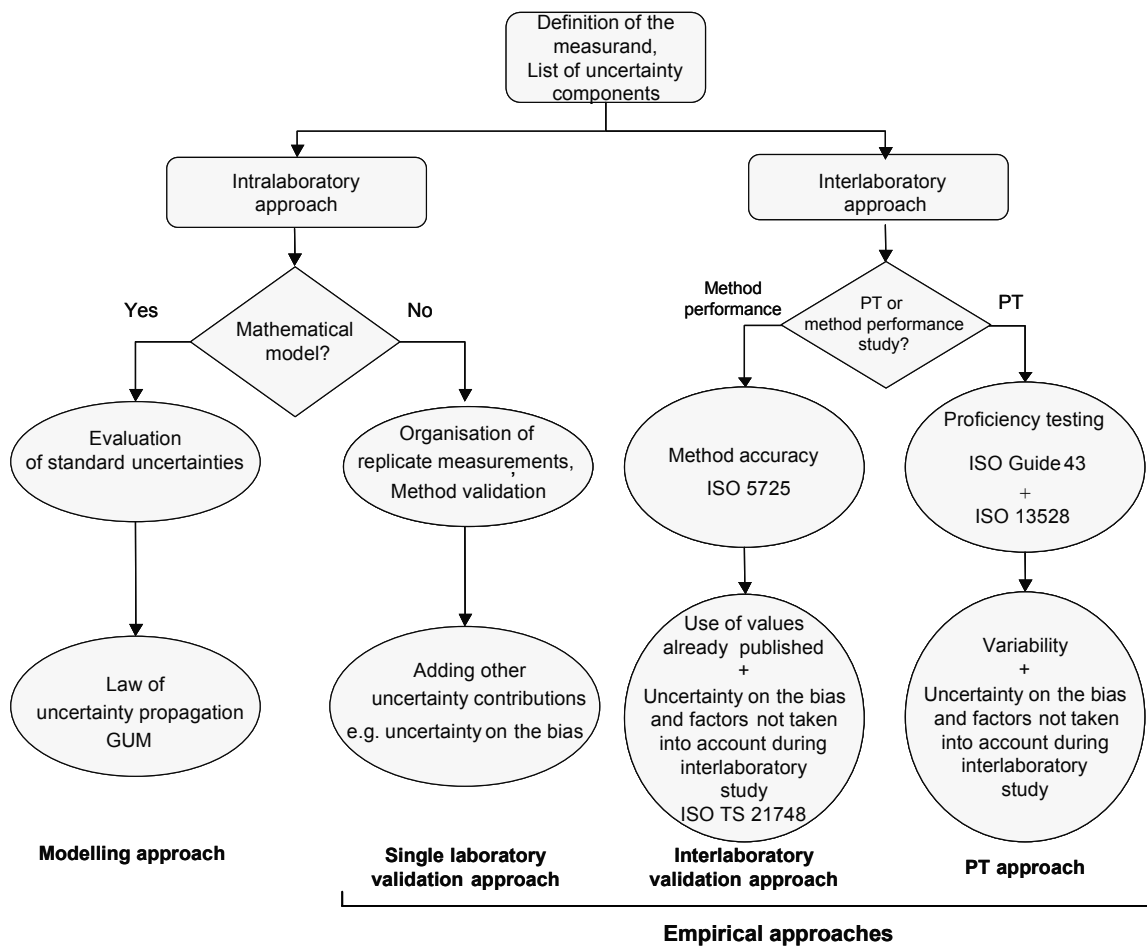 Definition of the
measurand,
List of uncertainty
components
Intralaboratory
approach
Interlaboratory
approach
Yes
No
Mathematical
model?
Method
performance
PT
PT or
method performance
study?
Evaluation
of standard uncertainties
Organisation of
replicate measurements,
Method validation
,
Method accuracy
ISO 5725
Proficiency testing
ISO Guide 43
+
ISO 13528
Law of
uncertainty propagation
GUM
Adding other
uncertainty contributions
e.g. uncertainty on the bias
Use of values
already published
+
Uncertainty on the bias
and factors not taken
into account during
interlaboratory
study
ISO TS 21748
Variability
+
Uncertainty on the bias
and factors not taken
into account during
interlaboratory
study
Modelling approach
Single laboratory
validation approach
Interlaboratory
validation approach
PT approach
Empirical approaches